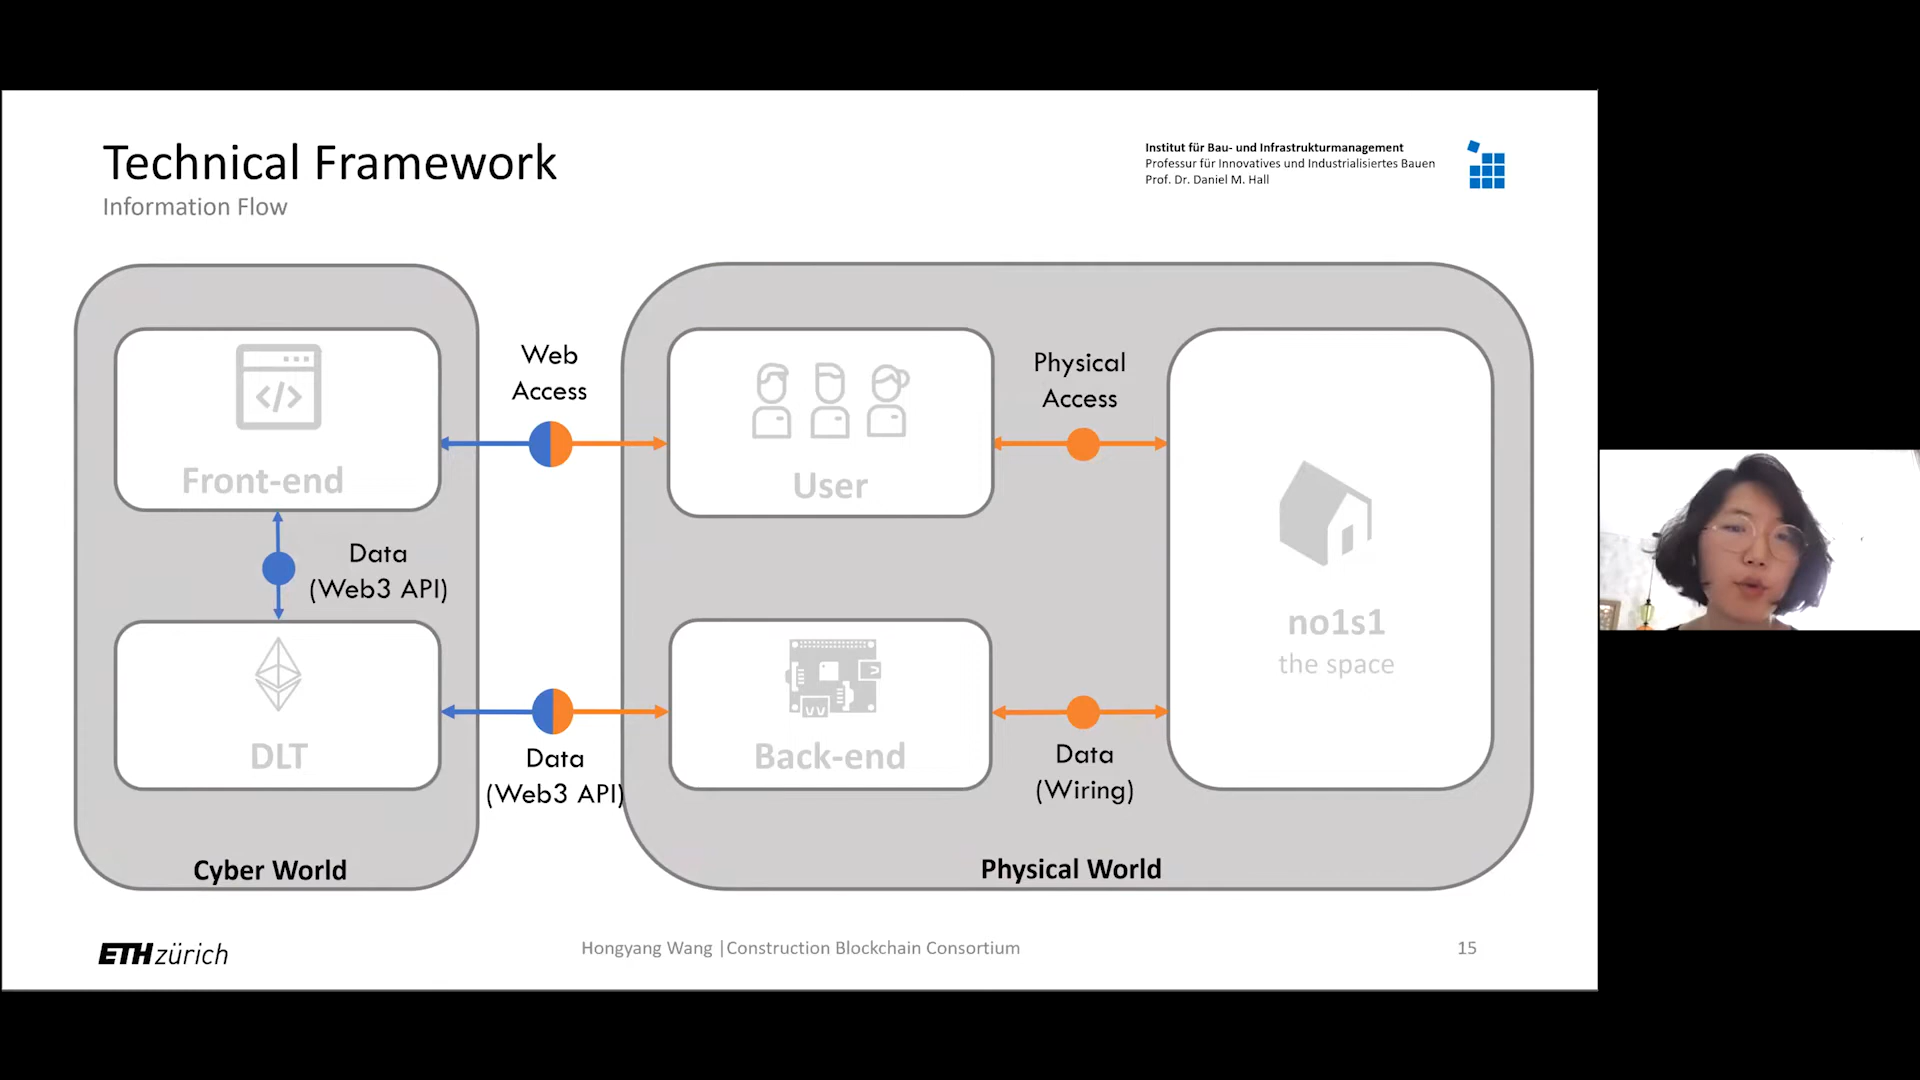 Technical Framework
Information Flow
Institut für Bau- und Infrastrukturmanagement
Professur für Innovatives und Industrialisiertes Bauen
Prof. Dr. Daniel M. Hall
Web
Access
Physical
Access
Front-end
User
Data
(Web3 API)
no1s1
the space
DLT
Back-end
Data
(Web3 API)
Data
(Wiring)
Cyber World
Physical World
ETH zürich
Hongyang Wang |Construction Blockchain Consortium
15